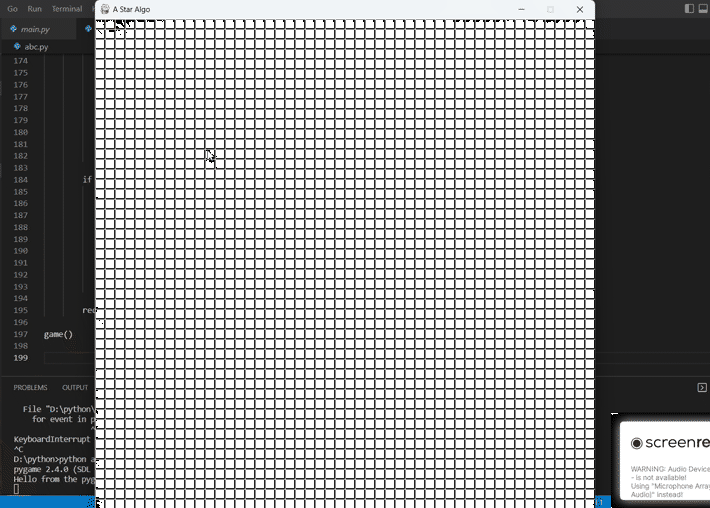 Go Run Terminal
A Star Algo
main.py
abc.py
174
175
176
177
178
179
180
181
182
183
184 if
185
186
187
188
189
190
191
192
193
194
195 red
196
197 game()
198
199
PROBLEMS OUTPUT
File "D:\python\
for event in p
^
KeyboardInterrupt
^C
D:\python>python a
pygame 2.4.0 (SDL
Hello from the pyg
screenre
WARNING: Audio Device
- is not available!
Using "Microphone Array
Audio)" instead!